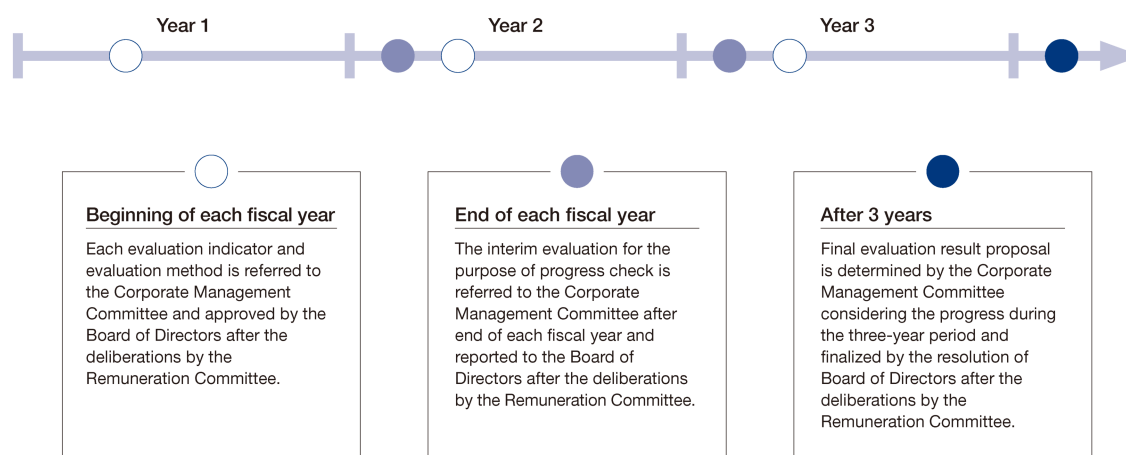 Year 1
Year 2
Year 3
Beginning of each fiscal year
Each evaluation indicator and
evaluation method is referred to
the Corporate Management
Committee and approved by the
Board of Directors after the
deliberations by the
Remuneration Committee.
End of each fiscal year
The interim evaluation for the
purpose of progress check is
referred to the Corporate
Management Committee after
end of each fiscal year and
reported to the Board of
Directors after the deliberations
by the Remuneration Committee.
After 3 years
Final evaluation result proposal
is determined by the Corporate
Management Committee
considering the progress during
the three-year period and
finalized by the resolution of
Board of Directors after the
deliberations by the
Remuneration Committee.